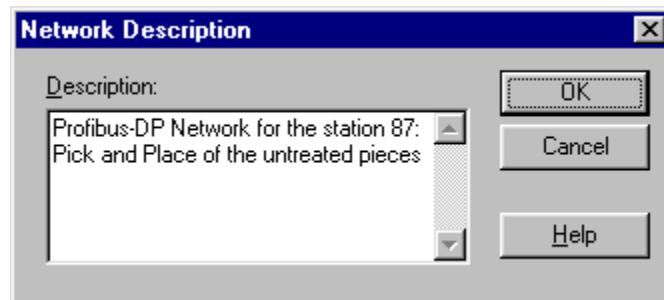 Network Description
Description:
OK
Profibus-DP Network for the station 87:
Pick and Place of the untreated pieces
Cancel
Help